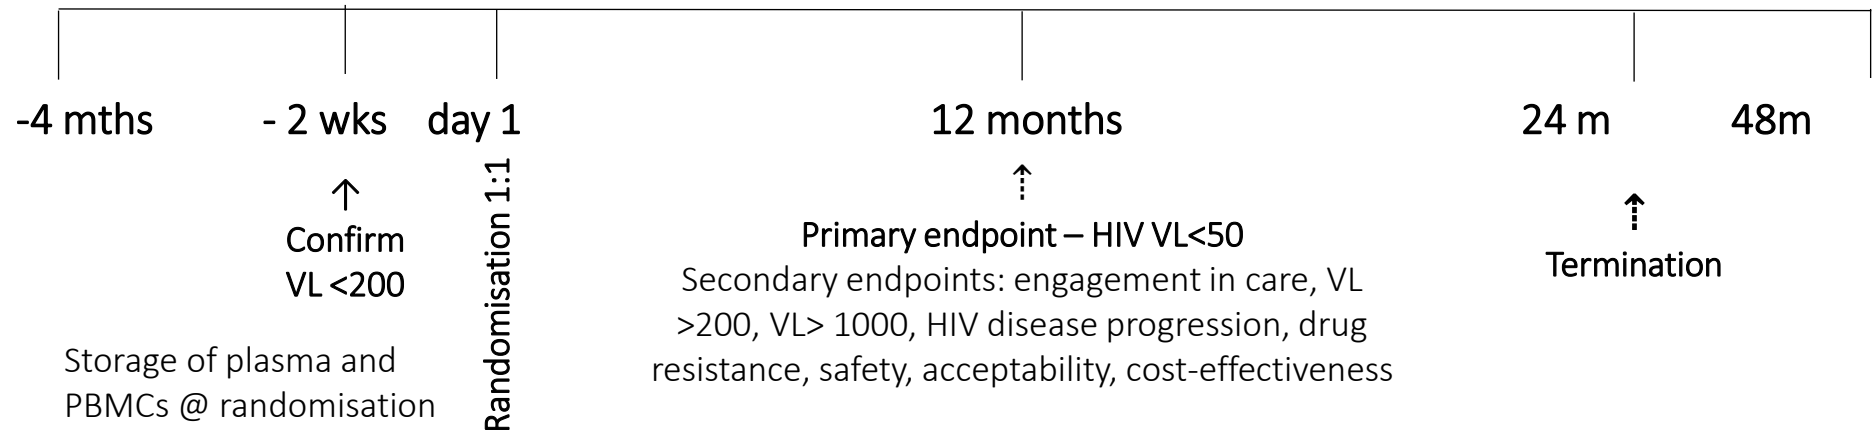 -4 mths
- 2 wks
day 1
12 months
24 m
48m
Confirm
VL <200
Randomisation 1:1
Storage of plasma and
PBMCs @ randomisation
Primary endpoint – HIV VL<50
Secondary endpoints: engagement in care, VL
>200, VL> 1000, HIV disease progression, drug
resistance, safety, acceptability, cost-effectiveness
Termination